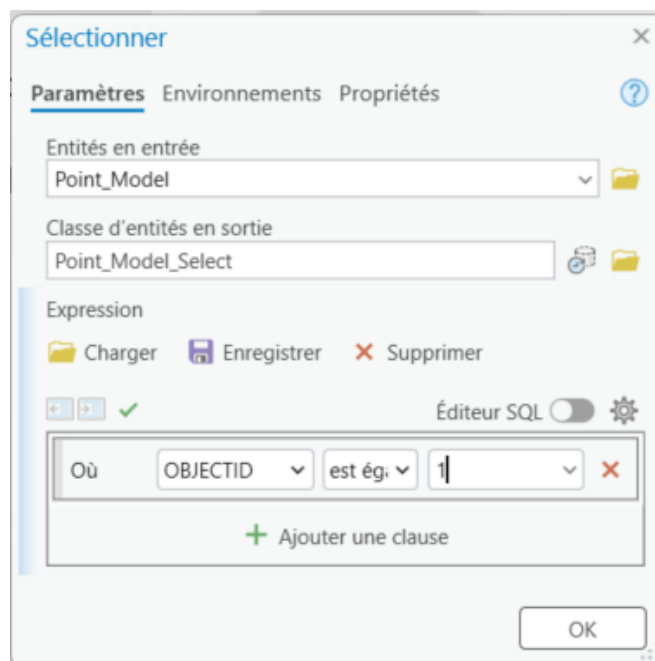 Sélectionner
Paramètres Environnements Propriétés
Entités en entrée
Point_Model
Classe d'entités en sortie
Point_Model_Select
Expression
Charger Enregistrer Supprimer
Éditeur SQL
Où OBJECTID est ég 1
Ajouter une clause
OK